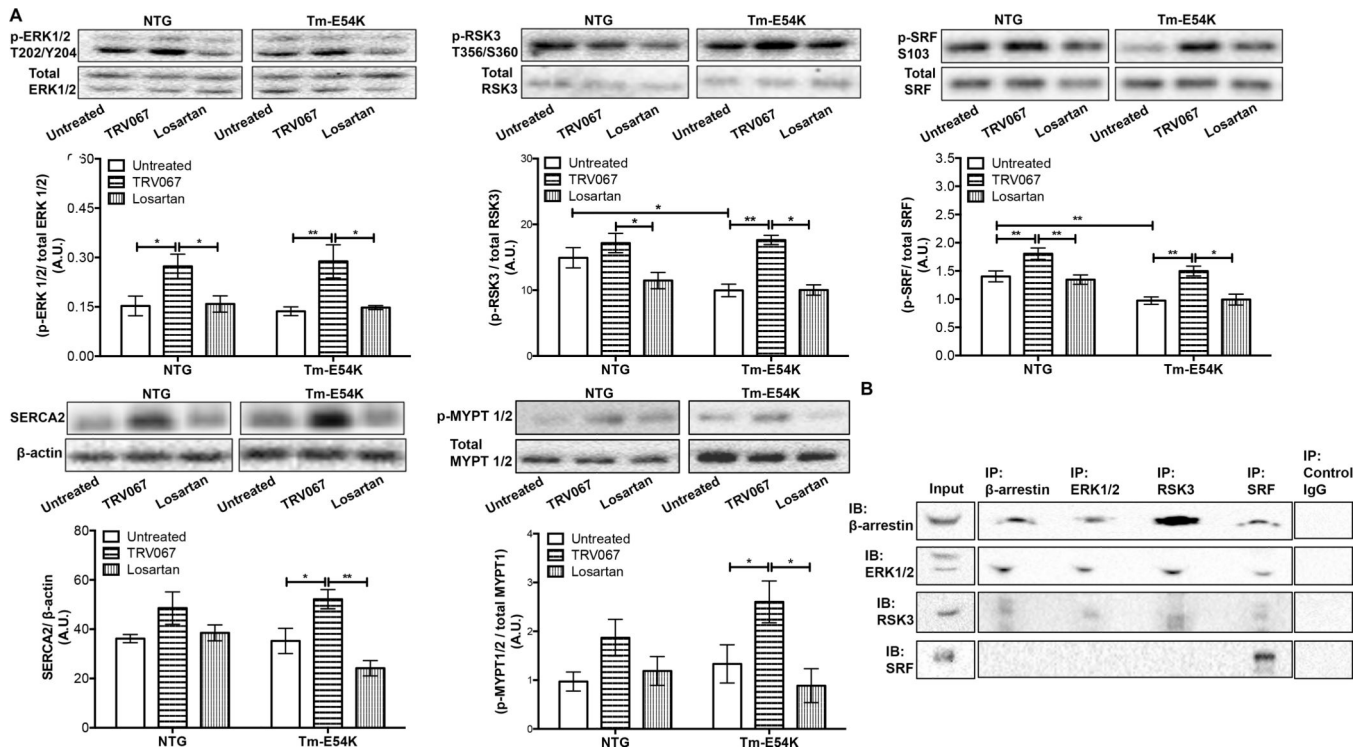 A
NTG
Tm-E54K
p-ERK1/2
T202/Y204
Total
ERK1/2
Untreated
TRV067
Losartan
Untreated
TRV067
Losartan
Untreated
TRV067
Losartan
(p-ERK 1/2/ total ERK 1/2)
(A.U.)
0.45
0.30
0.15
0.00
*
*
**
*
NTG
Tm-E54K
NTG
Tm-E54K
p-RSK3
T356/S360
Total
RSK3
Untreated
TRV067
Losartan
Untreated
TRV067
Losartan
Untreated
TRV067
Losartan
(p-RSK3 / total RSK3)
(A.U.)
30
20
10
0
*
*
**
*
NTG
Tm-E54K
NTG
Tm-E54K
p-SRF
S103
Total
SRF
Untreated
TRV067
Losartan
Untreated
TRV067
Losartan
Untreated
TRV067
Losartan
(p-SRF/ total SRF)
(A.U.)
3.5
3.0
2.5
2.0
1.5
1.0
0.5
0.0
**
**
**
**
*
NTG
Tm-E54K
NTG
Tm-E54K
SERCA2
β-actin
Untreated
TRV067
Losartan
Untreated
TRV067
Losartan
Untreated
TRV067
Losartan
SERCA2/ β-actin
(A.U.)
80
60
40
20
0
*
**
NTG
Tm-E54K
NTG
Tm-E54K
p-MYPT 1/2
Total
MYPT 1/2
Untreated
TRV067
Losartan
Untreated
TRV067
Losartan
Untreated
TRV067
Losartan
(p-MYPT1/2 / total MYPT1)
(A.U.)
4
3
2
1
0
*
*
NTG
Tm-E54K
B
Input
IP:
β-arrestin
IP:
ERK1/2
IP:
RSK3
IP:
SRF
IP:
Control
IgG
IB:
β-arrestin
IB:
ERK1/2
IB:
RSK3
IB:
SRF